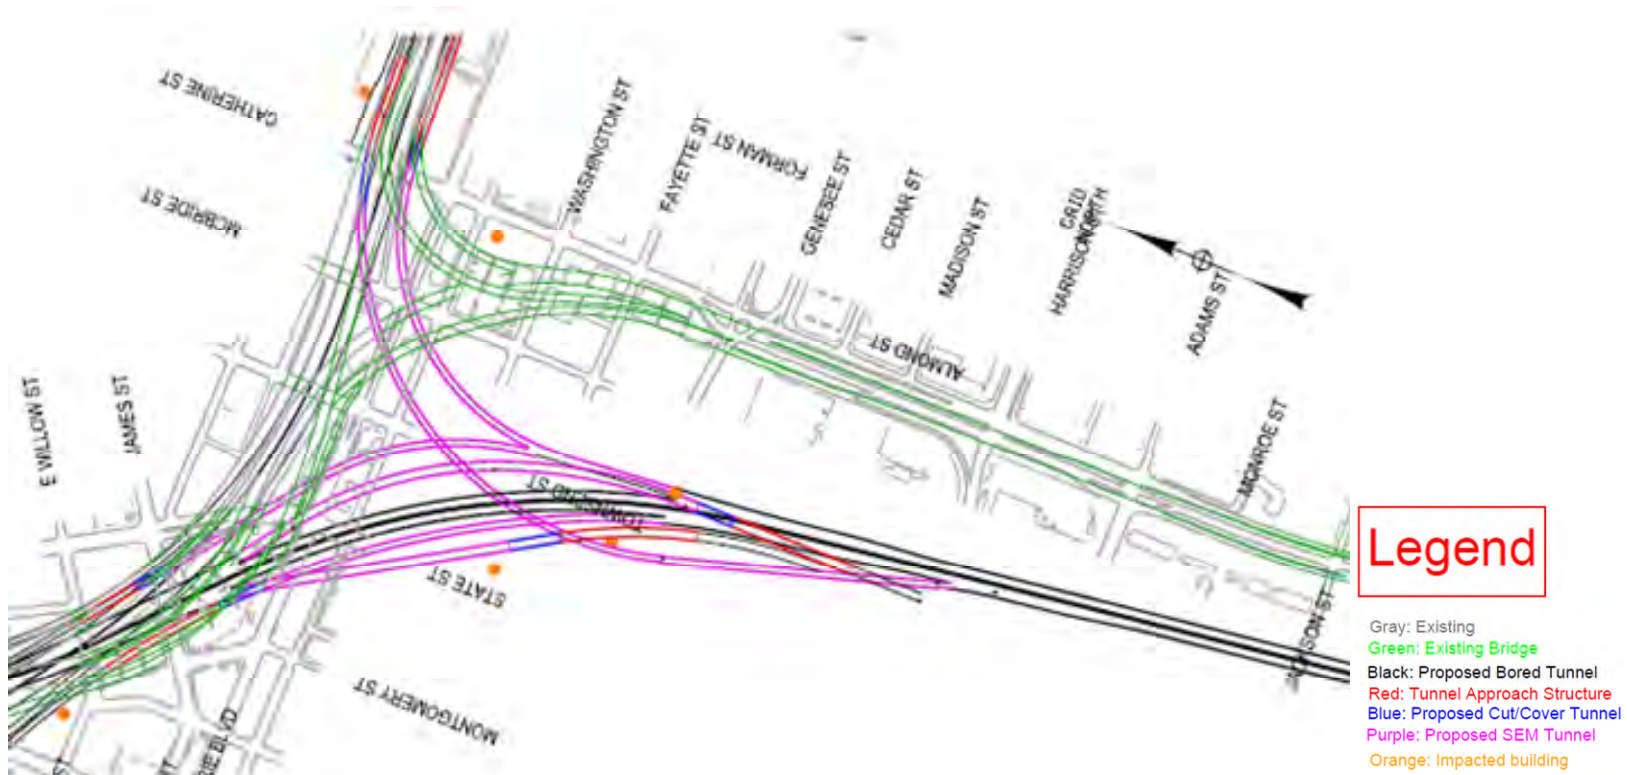 CATHERINE ST
MCBRIDE ST
E WILLOW ST
JAMES ST
WASHINGTON ST
FAYETTE ST
FORMAN ST
GENESEE ST
CEDAR ST
MADISON ST
GRID
NORTH
HARRISON
ADAMS ST
ALMOND ST
MONROE ST
TOWNSEND ST
STATE ST
MONTGOMERY ST
BLVD
ST
Legend
Gray: Existing
Green: Existing Bridge
Black: Proposed Bored Tunnel
Red: Tunnel Approach Structure
Blue: Proposed Cut/Cover Tunnel
Purple: Proposed SEM Tunnel
Orange: Impacted building